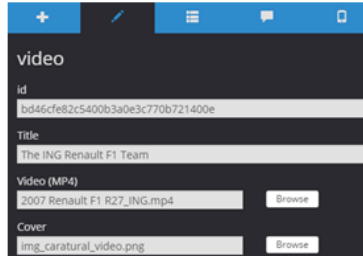 video
id
bd46cfe82c5400b3a0e3c770b721400e
Title
The ING Renault F1 Team
Video (MP4)
2007 Renault F1 R27_ING.mp4 Browse
Cover
img_caratural_video.png Browse